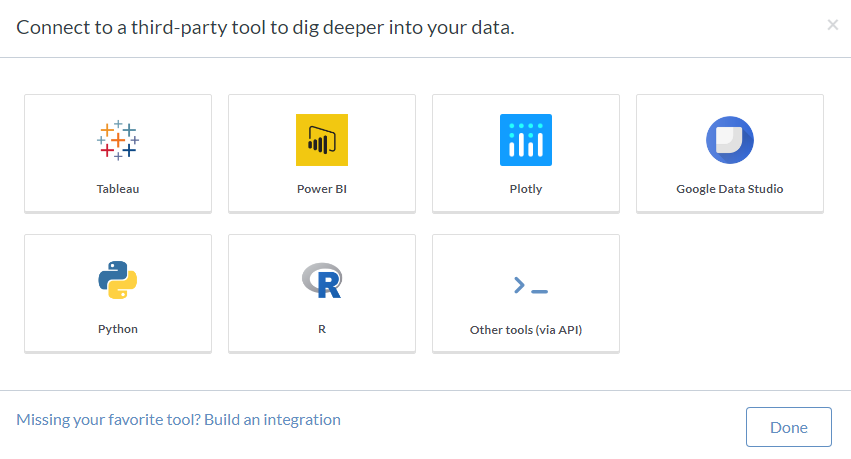 Connect to a third-party tool to dig deeper into your data.
×
Tableau
Power BI
Plotly
Google Data Studio
Python
R
R
Other tools (via API)
Missing your favorite tool? Build an integration
Done